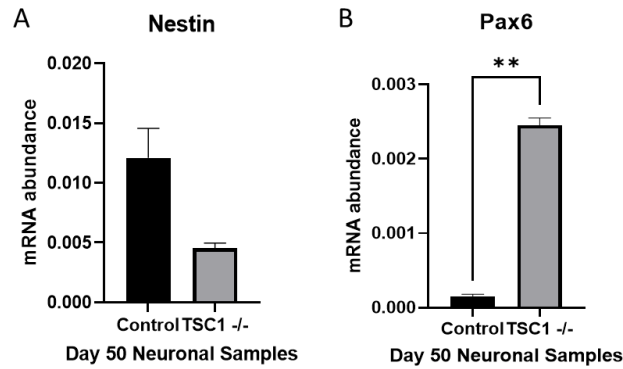 A
Nestin
mRNA abundance
0.020
0.015
0.010
0.005
0.000
Control TSC1 -/-
Day 50 Neuronal Samples
B
Pax6
mRNA abundance
0.003
0.002
0.001
0.000
**
Control TSC1 -/-
Day 50 Neuronal Samples